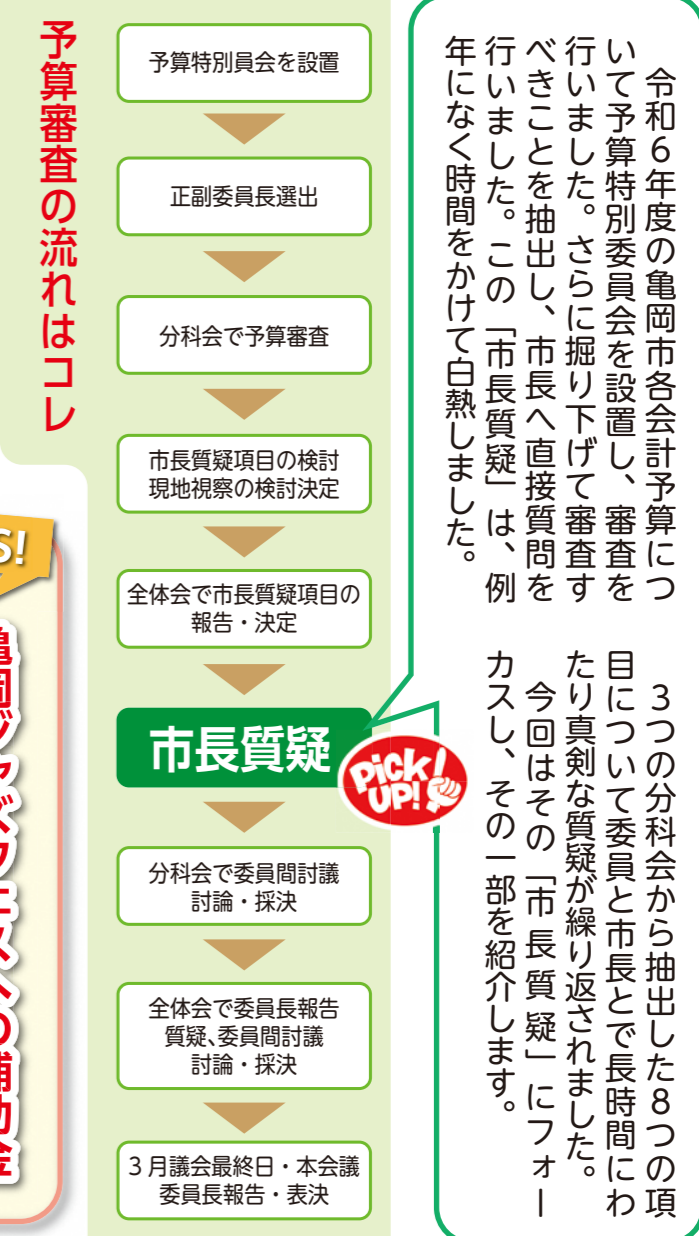 令和６年度の亀岡市各会計予算につ
いて予算特別委員会を設置し、審査を
行いました。さらに掘り下げて審査す
べきことを抽出し、市長へ直接質問を
行いました。この「市長質疑」は、例
年になく時間をかけて白熱しました。
３つの分科会から抽出した８つの項
目について委員と市長とで長時間にわ
たり真剣な質疑が繰り返されました。
今回はその「市長質疑」にフォー
カスし、その一部を紹介します。
予算審査の流れはコレ
予算特別員会を設置
正副委員長選出
分科会で予算審査
市長質疑項目の検討
現地視察の検討決定
全体会で市長質疑項目の
報告・決定
市長質疑
PICK
UP!
分科会で委員間討議
討論・採決
全体会で委員長報告
質疑、委員間討議
討論・採決
３月議会最終日・本会議
委員長報告・表決
S!
亀岡ジャズフェスへの補助金